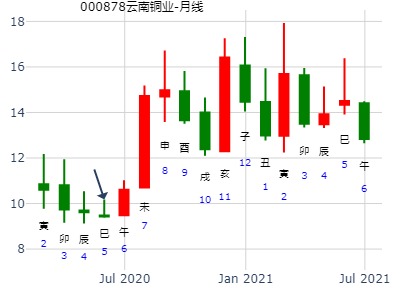 000878云南铜业-月线
18
16
14
12
10
8
寅
2
卯
3
辰
4
巳
5
午
6
未
7
申
8
酉
9
戌
10
亥
11
子
12
丑
1
寅
2
卯
3
辰
4
巳
5
午
6
Jul 2020
Jan 2021
Jul 2021